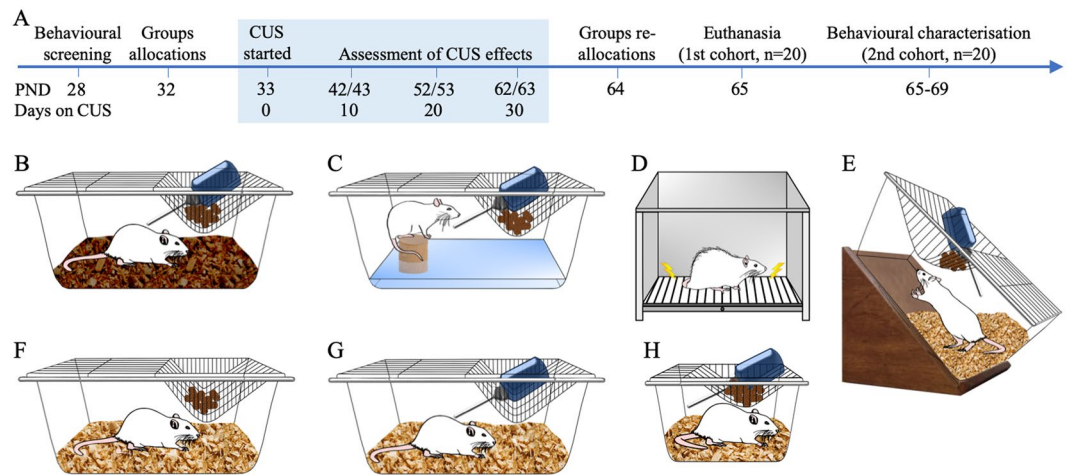 A
Behavioural screening
Groups allocations
CUS started
Assessment of CUS effects
Groups re-allocations
Euthanasia (1st cohort, n=20)
Behavioural characterisation (2nd cohort, n=20)
PND 28 32 33 42/43 52/53 62/63 64 65 65-69
Days on CUS 0 10 20 30
B
C
D
E
F
G
H